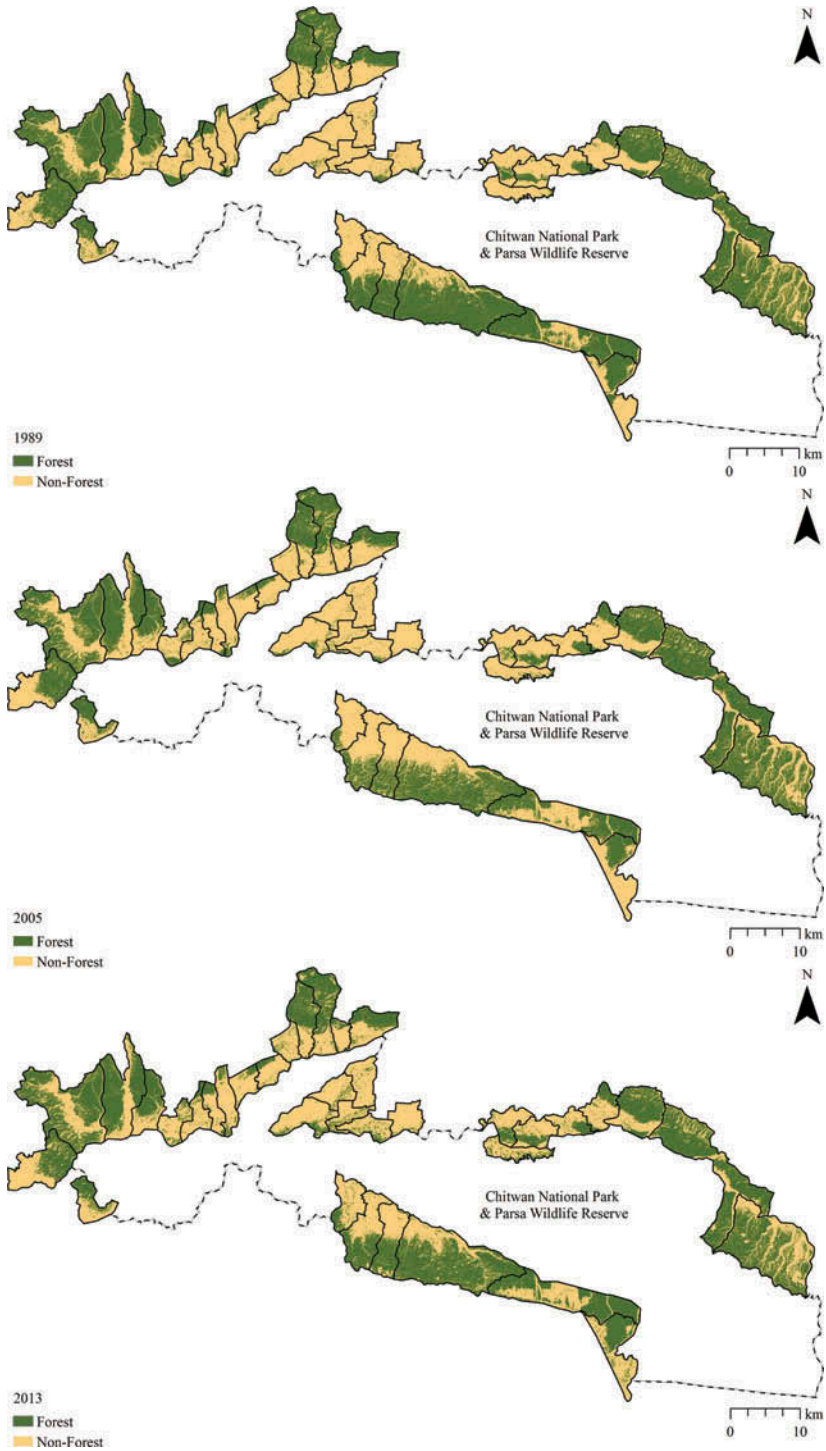 N
Chitwan National Park
& Parsa Wildlife Reserve
1989
Forest
Non-Forest
km
0 10
N
Chitwan National Park
& Parsa Wildlife Reserve
2005
Forest
Non-Forest
km
0 10
N
Chitwan National Park
& Parsa Wildlife Reserve
2013
Forest
Non-Forest
km
0 10